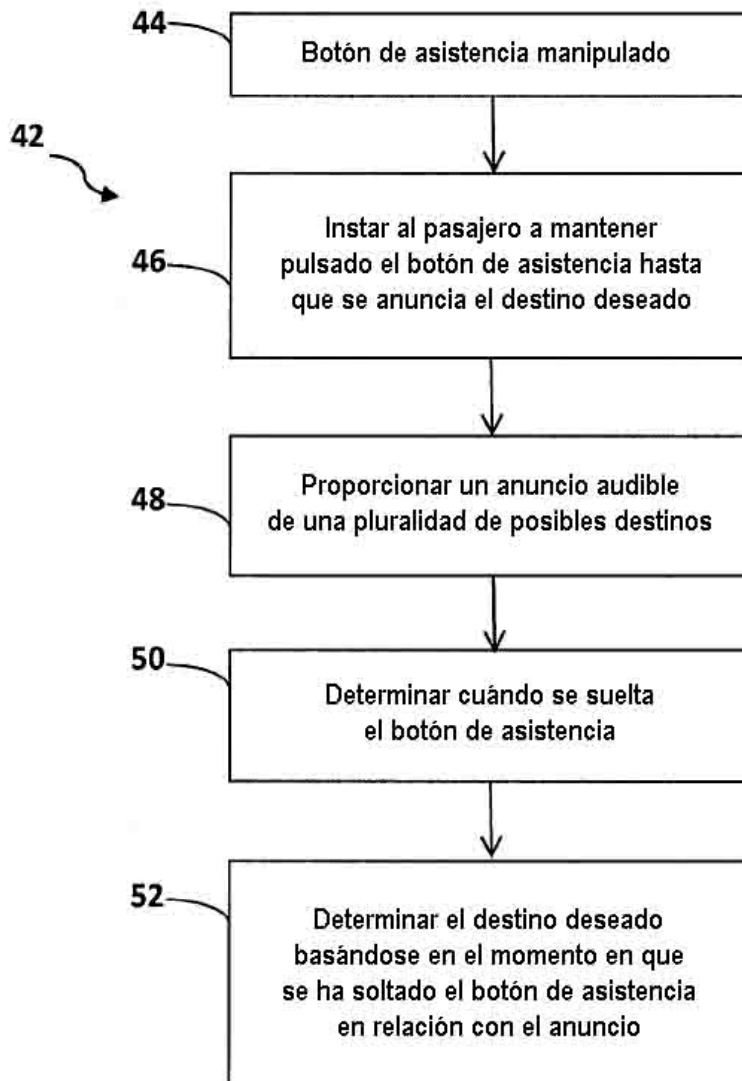 44
Botón de asistencia manipulado
42
46
Instar al pasajero a mantener
pulsado el botón de asistencia hasta
que se anuncia el destino deseado
48
Proporcionar un anuncio audible
de una pluralidad de posibles destinos
50
Determinar cuándo se suelta
el botón de asistencia
52
Determinar el destino deseado
basándose en el momento en que
se ha soltado el botón de asistencia
en relación con el anuncio